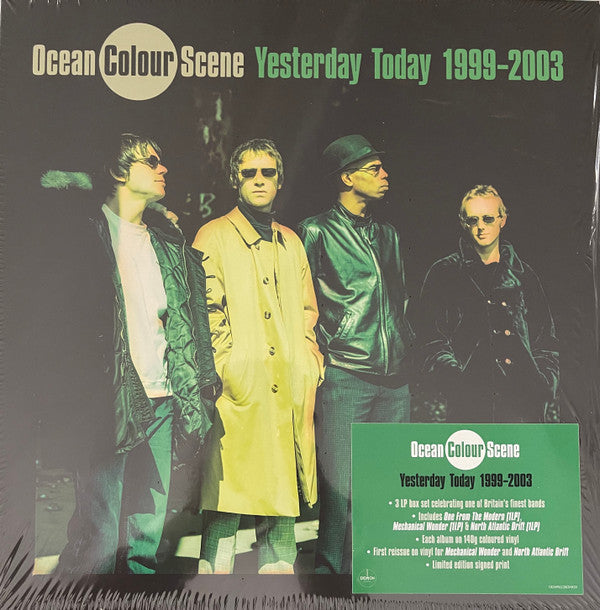 Ocean Colour Scene Yesterday Today 1999-2003
Ocean Colour Scene
Yesterday Today 1999-2003
• 3 LP box set celebrating one of Britain's finest bands
• Includes One From The Modern [1LP],
Mechanical Wonder [1LP] & North Atlantic Drift [1LP]
• Each album on 140g coloured vinyl
• First reissue on vinyl for Mechanical Wonder and North Atlantic Drift
• Limited edition signed print